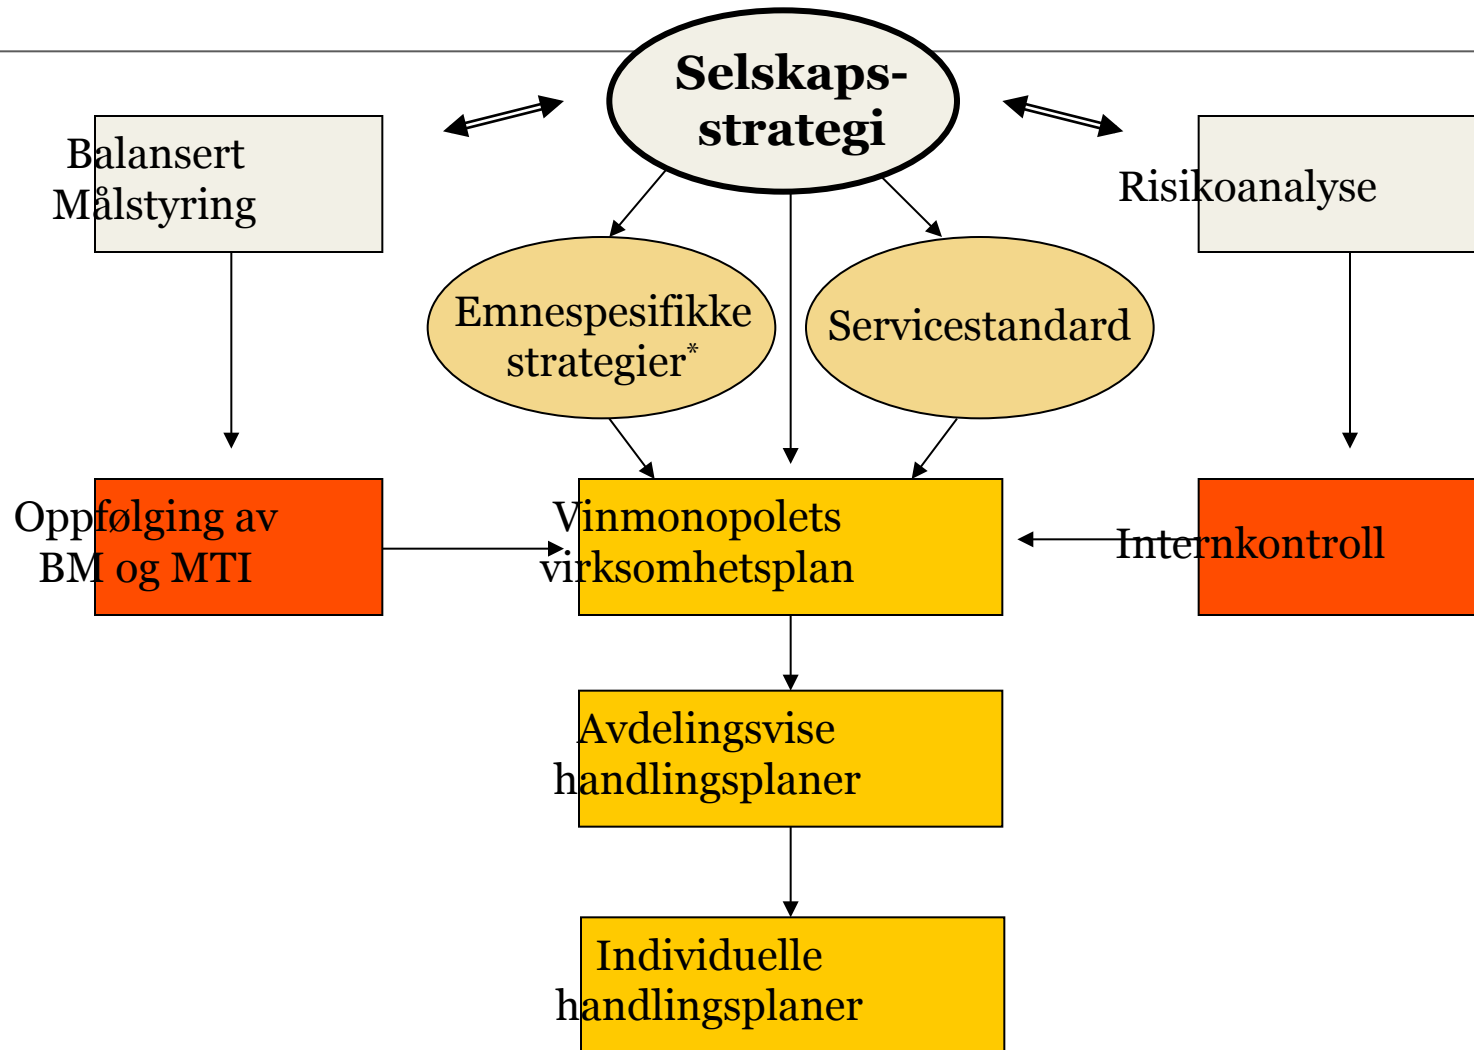 Selskaps-
strategi
Balansert
Målstyring
Risikoanalyse
Emnespesifikke
strategier*
Servicestandard
Oppfølging av
BM og MTI
Vinmonopolets
virksomhetsplan
Internkontroll
Avdelingsvise
handlingsplaner
Individuelle
handlingsplaner